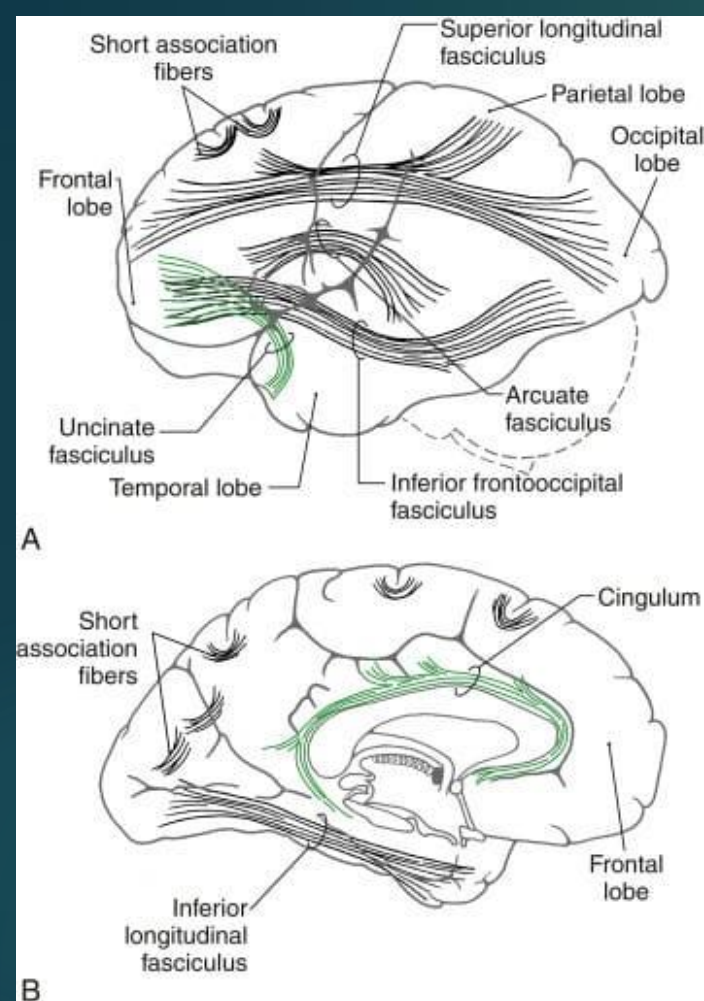 Short association
fibers
Superior longitudinal
fasciculus
Parietal lobe
Occipital
lobe
Frontal
lobe
Uncinate
fasciculus
Temporal lobe
Arcuate
fasciculus
Inferior frontooccipital
fasciculus
A
Short
association
fibers
Cingulum
Frontal
lobe
Inferior
longitudinal
fasciculus
B